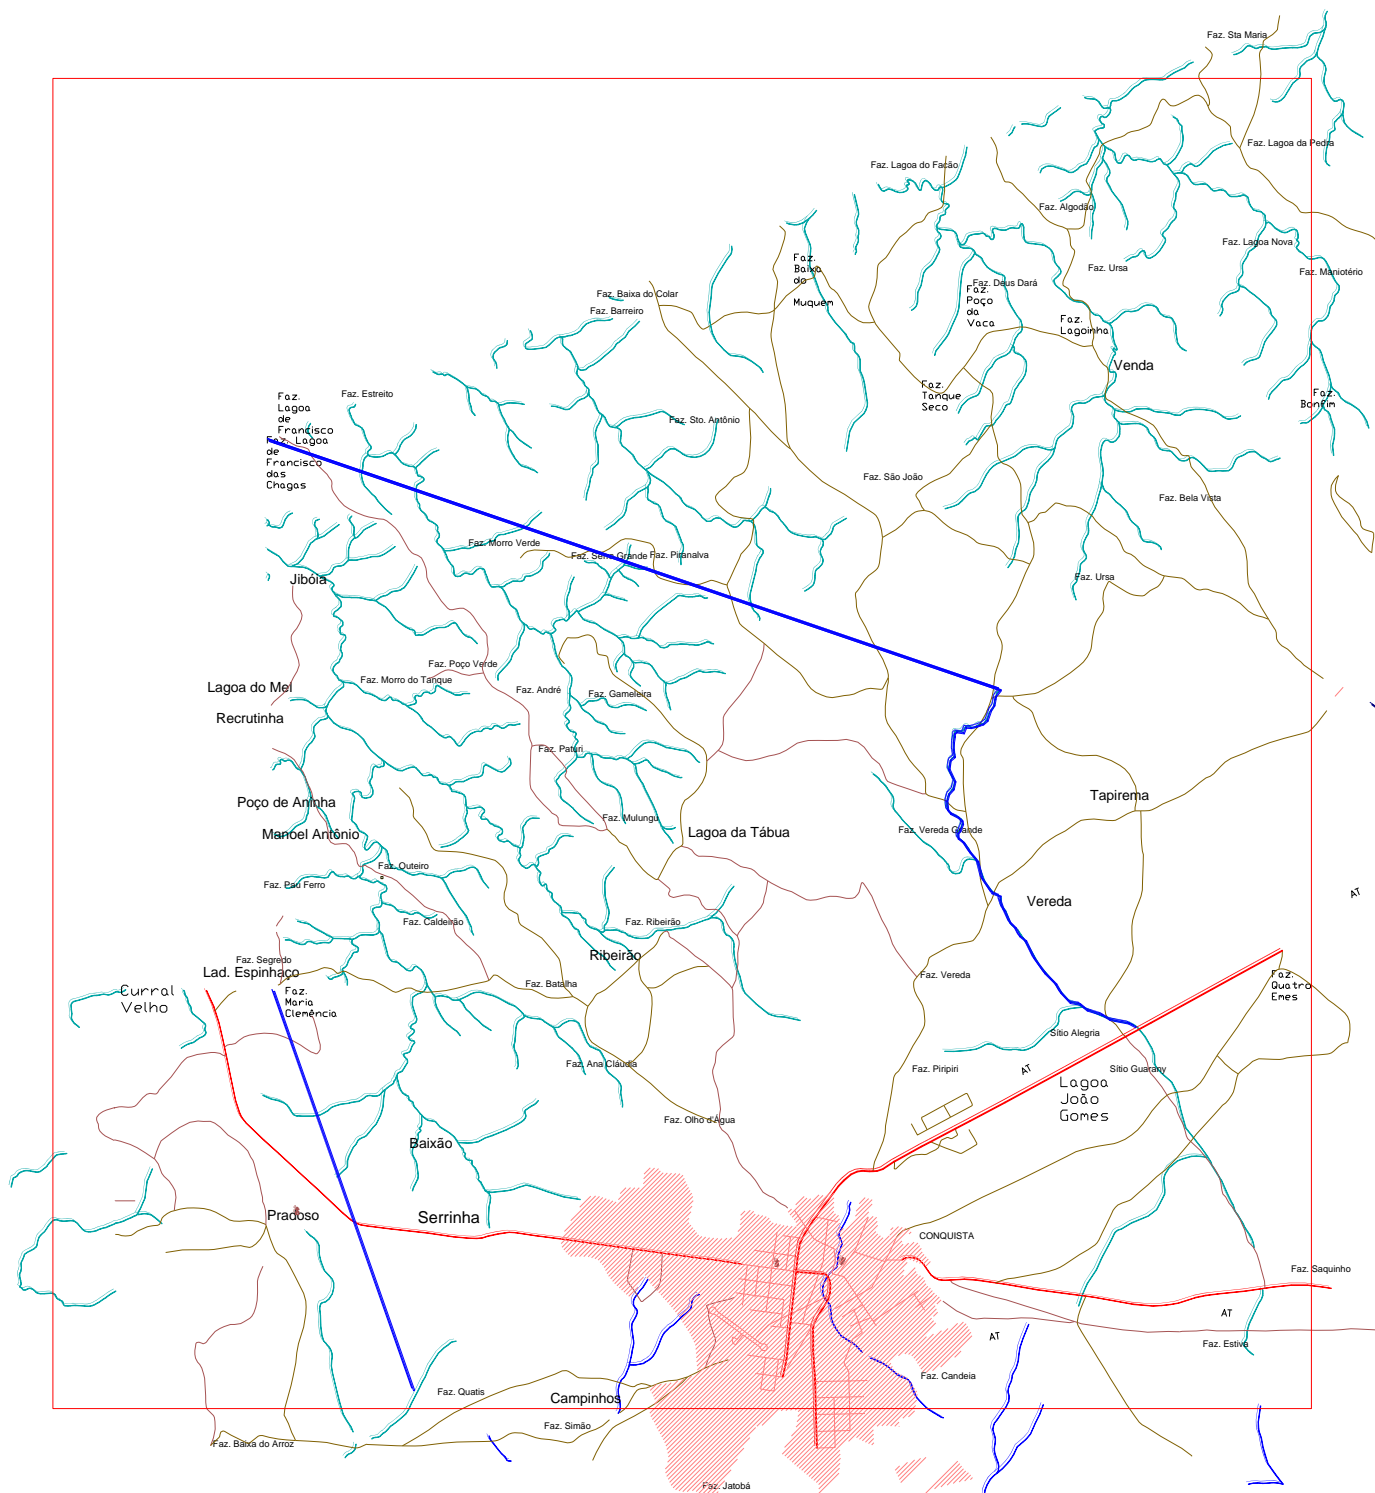 Faz. Sta Maria
Faz. Lagoa da Pedra
Faz. Lagoa do Facão
Faz. Algodão
Faz. Lagoa Nova
Faz. Ursa
Faz. Maniotério
Faz.
Baixa
do
Muquem
Faz. Deus Dará
Faz.
Poço
da
Vaca
Faz. Baixa do Colar
Faz. Barreiro
Faz.
Lagoinha
Venda
Faz.
Tanque
Seco
Faz.
Bonfim
Faz. Estreito
Faz.
Lagoa
de
Francisco
Faz. Lagoa
de
Francisco
das
Chagas
Faz. Sto. Antônio
Faz. São João
Faz. Bela Vista
Faz. Morro Verde
Faz. Serra Grande
Faz. Piranalva
Jibóia
Faz. Ursa
Faz. Poço Verde
Faz. Morro do Tanque
Lagoa do Mel
Faz. André
Faz. Gameleira
Recrutinha
Faz. Paturi
Poço de Aninha
Tapirema
Faz. Mulungu
Manoel Antônio
Lagoa da Tábua
Faz. Vereda Grande
Faz. Outeiro
Faz. Pau Ferro
AT
Vereda
Faz. Caldeirão
Faz. Ribeirão
Ribeirão
Faz. Segredo
Lad. Espinhaço
Faz. Batalha
Faz. Vereda
Faz.
Quatro
Emes
Curral
Velho
Faz.
Maria
Clemência
Sítio Alegria
Faz. Ana Cláudia
Faz. Piripiri
AT
Sítio Guarany
Lagoa
João
Gomes
Faz. Olho d'Água
Baixão
Pradoso
Serrinha
CONQUISTA
Faz. Saquinho
AT
AT
Faz. Estiva
Faz. Candeia
Faz. Quatis
Campinhos
Faz. Simão
Faz. Baixa do Arroz
Faz. Jatobá